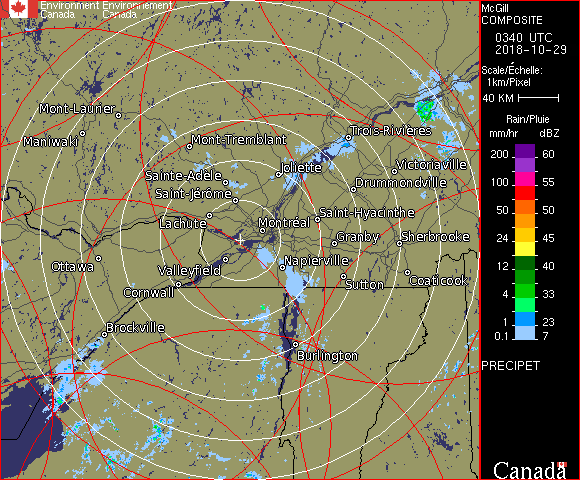 Environment Environnement
Canada Canada
Mont-Laurier
Maniwaki
Mont-Tremblant
Trois-Rivières
Sainte-Adèle
Joliette
Victoriaville
Saint-Jérôme
Drummondville
Lachute
Montréal
Saint-Hyacinthe
Granby
Sherbrooke
Ottawa
Valleyfield
Napierville
Cornwall
Sutton
Coaticook
Brockville
Burlington
McGill
COMPOSITE
0340 UTC
2018-10-29
Scale/Échelle:
1km/Pixel
40 KM
Rain/Pluie
mm/hr dBZ
200 60
100 55
50 50
24 45
12 40
4 33
1 23
0.1 7
PRECIPET
Canada